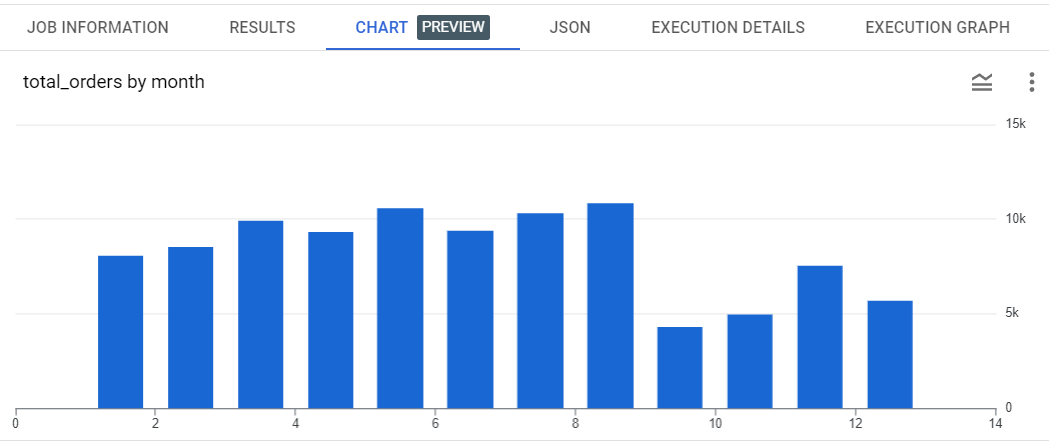 JOB INFORMATION RESULTS CHART PREVIEW JSON EXECUTION DETAILS EXECUTION GRAPH
total_orders by month
15k
10k
5k
0
0 2 4 6 8 10 12 14